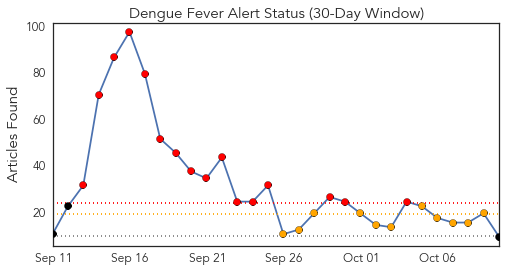 Dengue Fever Alert Status (30-Day Window)
100
80
60
40
20
Articles Found
Sep 11 Sep 16 Sep 21 Sep 26 Oct 01 Oct 06